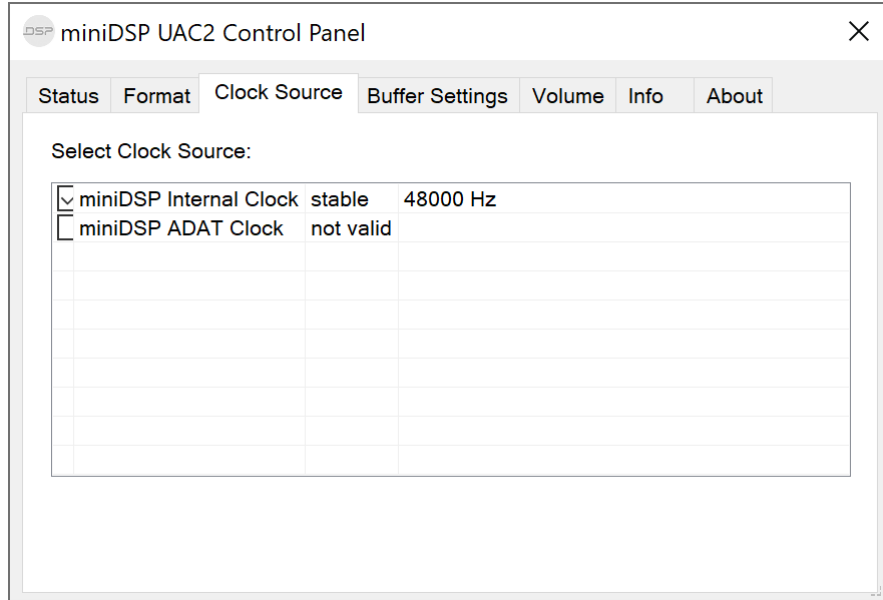 DSP miniDSP UAC2 Control Panel
Status Format Clock Source Buffer Settings Volume Info About
Select Clock Source:
miniDSP Internal Clock stable 48000 Hz
miniDSP ADAT Clock not valid